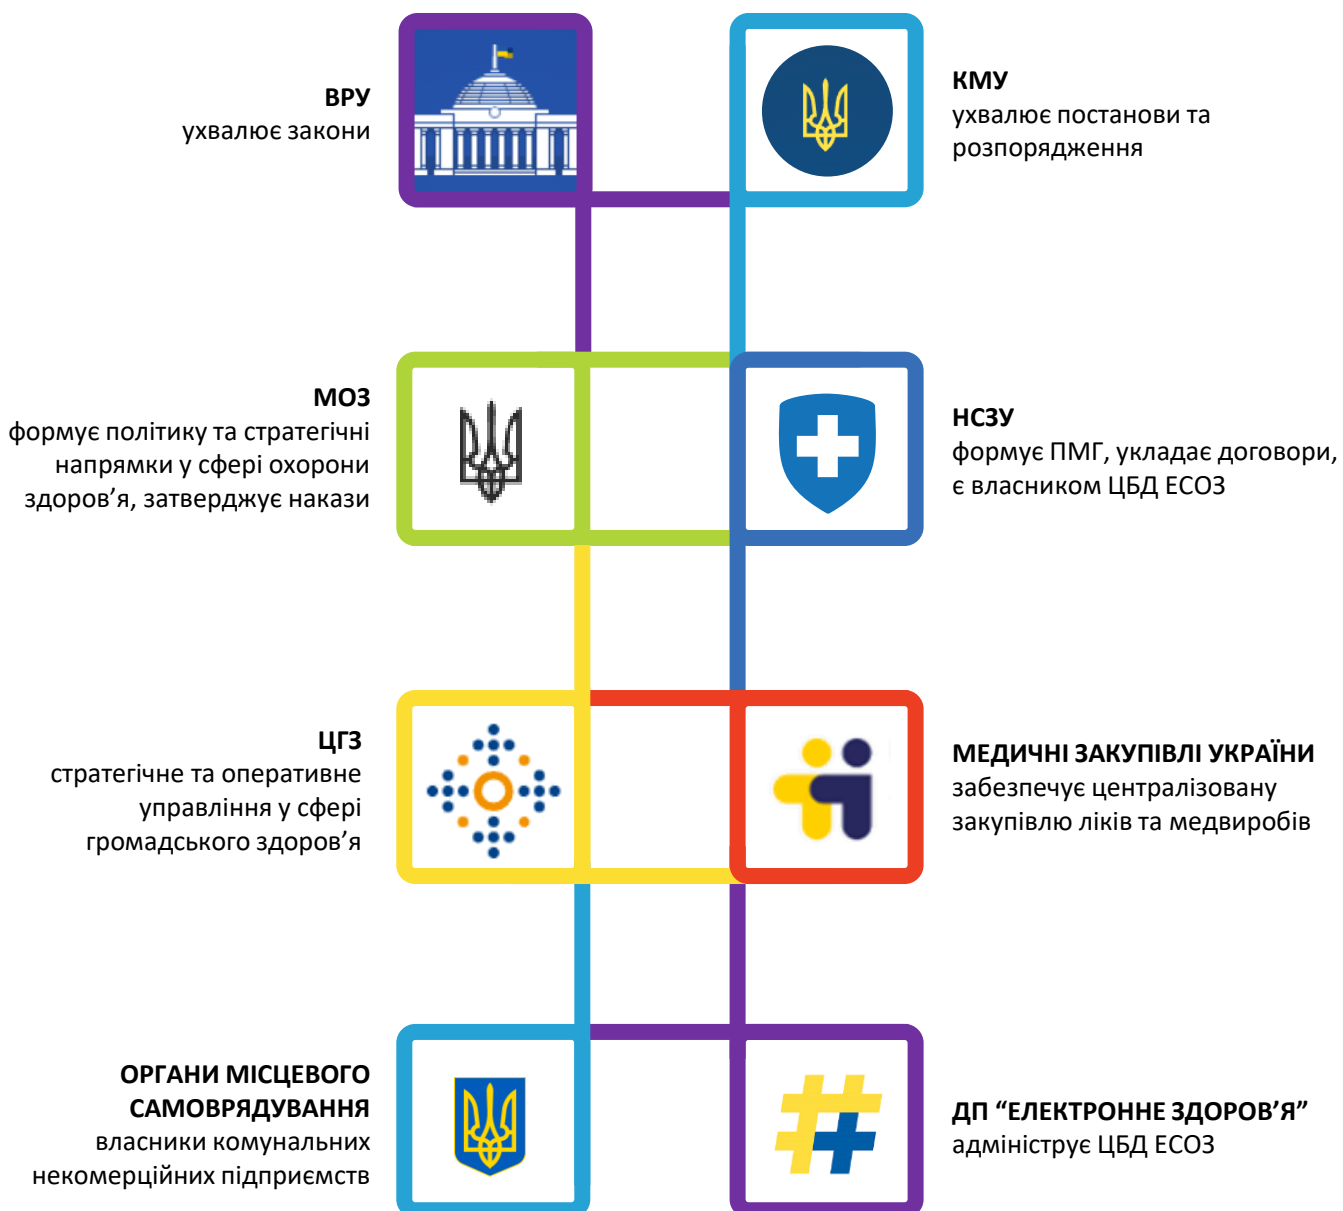 ВРУ
ухвалює закони
КМУ
ухвалює постанови та
розпорядження
МОЗ
формує політику та стратегічні
напрямки у сфері охорони
здоров’я, затверджує накази
НСЗУ
формує ПМГ, укладає договори,
є власником ЦБД ЕСОЗ
ЦГЗ
стратегічне та оперативне
управління у сфері
громадського здоров’я
МЕДИЧНІ ЗАКУПІВЛІ УКРАЇНИ
забезпечує централізовану
закупівлю ліків та медвиробів
ОРГАНИ МІСЦЕВОГО
САМОВРЯДУВАННЯ
власники комунальних
некомерційних підприємств
ДП “ЕЛЕКТРОННЕ ЗДОРОВ’Я”
адмініструє ЦБД ЕСОЗ